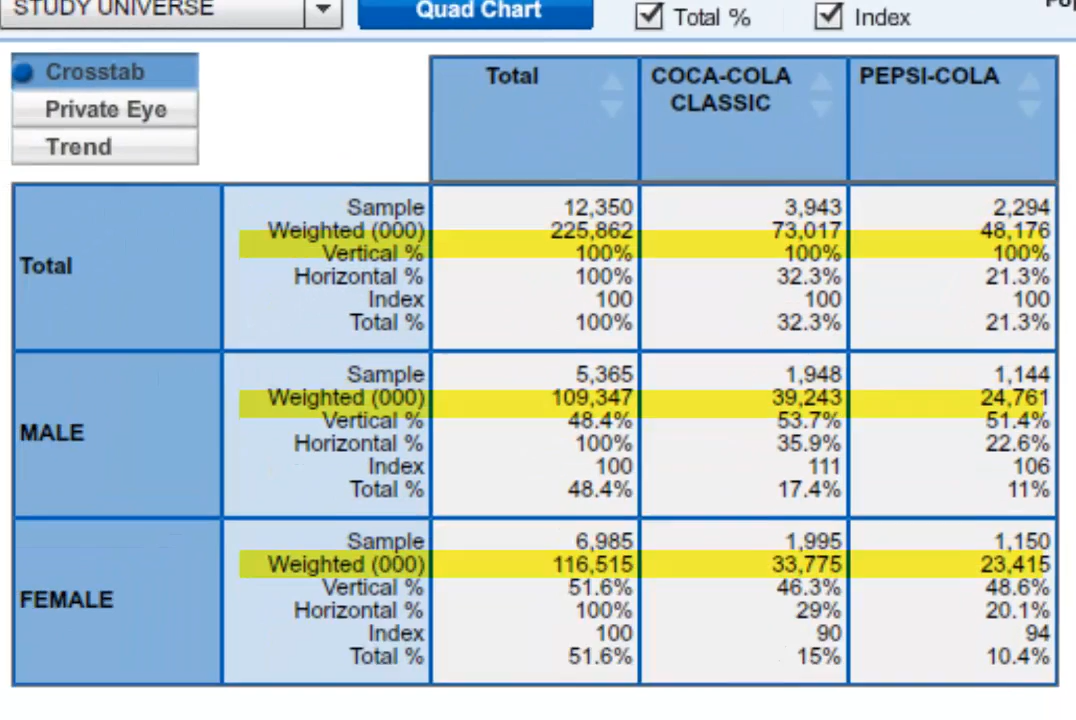 STUDY UNIVERSE Quad Chart Total % Index
Crosstab
Private Eye
Trend
Total COCA-COLA PEPSI-COLA
CLASSIC
Total
Sample 12,350 3,943 2,294
Weighted (000) 225,862 73,017 48,176
Vertical % 100% 100% 100%
Horizontal % 100% 32.3% 21.3%
Index 100 100 100
Total % 100% 32.3% 21.3%
MALE
Sample 5,365 1,948 1,144
Weighted (000) 109,347 39,243 24,761
Vertical % 48.4% 53.7% 51.4%
Horizontal % 100% 35.9% 22.6%
Index 100 111 106
Total % 48.4% 17.4% 11%
FEMALE
Sample 6,985 1,995 1,150
Weighted (000) 116,515 33,775 23,415
Vertical % 51.6% 46.3% 48.6%
Horizontal % 100% 29% 20.1%
Index 100 90 94
Total % 51.6% 15% 10.4%